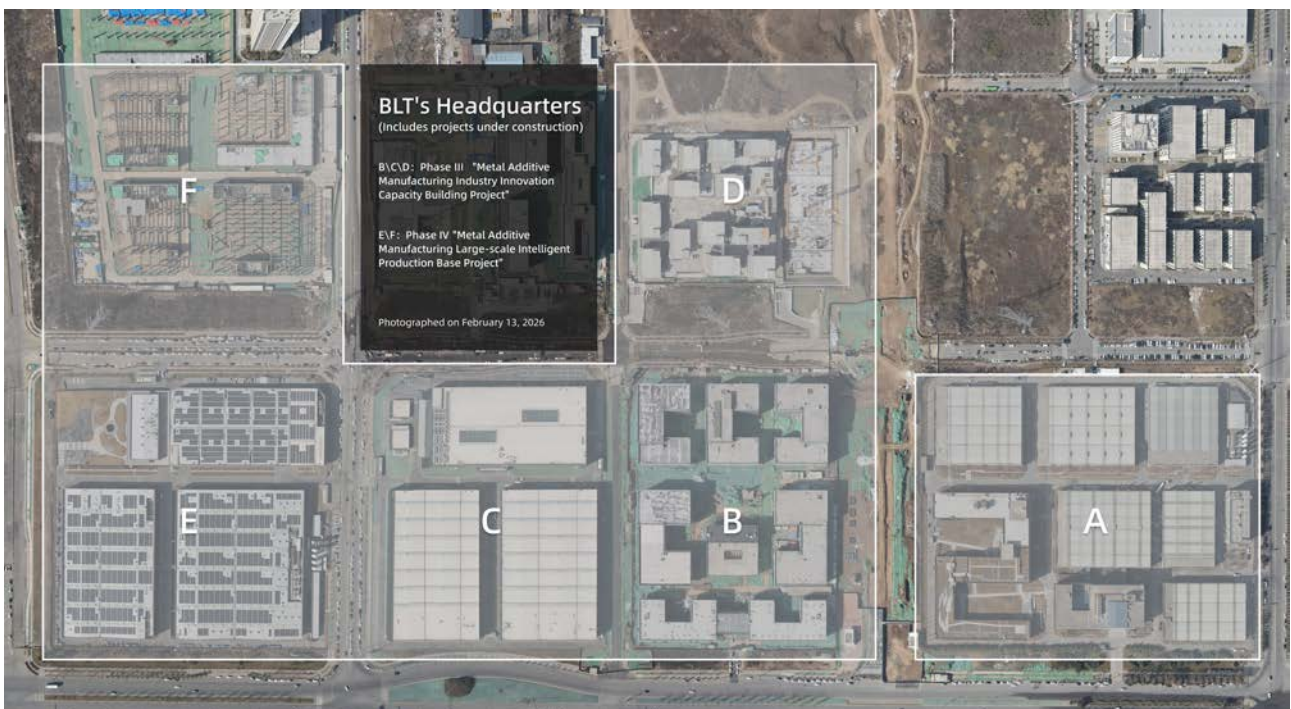 BLT's Headquarters
(Includes projects under construction)
B\C\D: Phase III "Metal Additive
Manufacturing Industry Innovation
Capacity Building Project"
E\F: Phase IV "Metal Additive
Manufacturing Large-scale Intelligent
Production Base Project"
Photographed on February 13, 2026
F
D
E
C
B
A